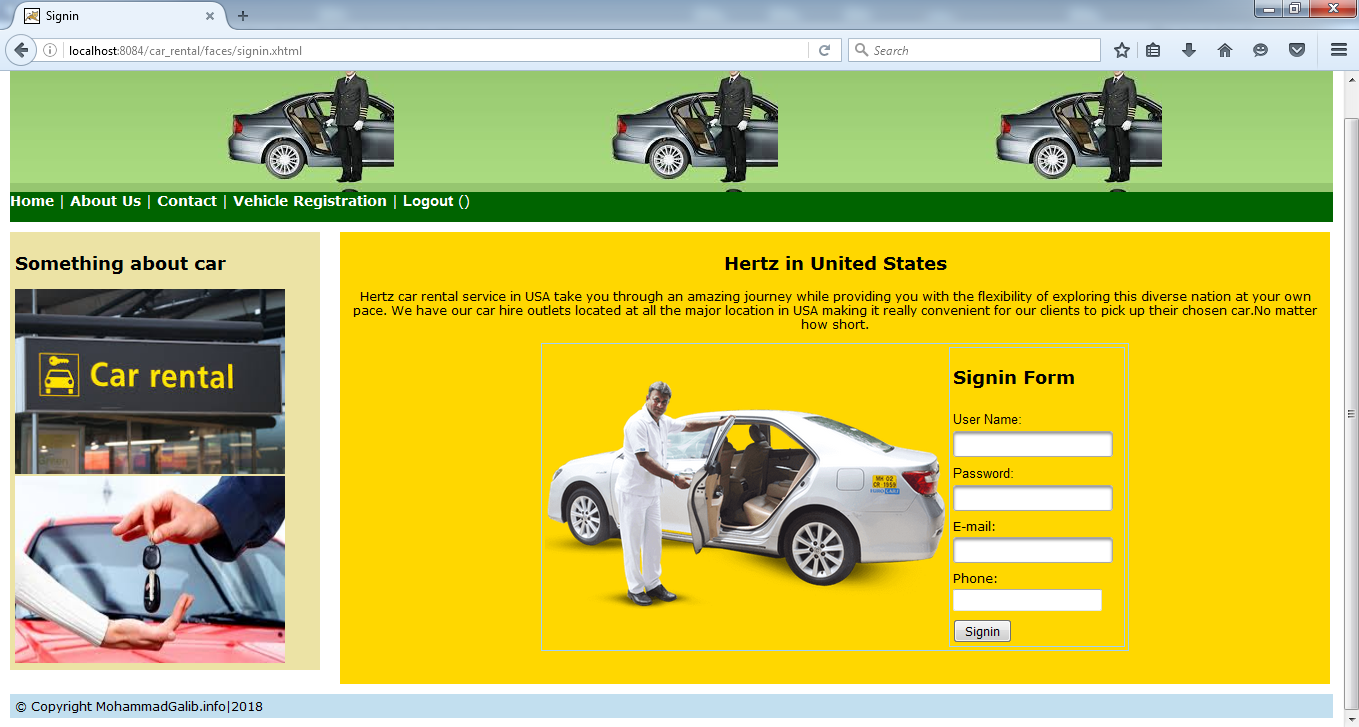 Signin
localhost:8084/car_rental/faces/signin.xhtml
Search
Home | About Us | Contact | Vehicle Registration | Logout ()
Something about car
Car rental
Hertz in United States
Hertz car rental service in USA take you through an amazing journey while providing you with the flexibility of exploring this diverse nation at your own
pace. We have our car hire outlets located at all the major location in USA making it really convenient for our clients to pick up their chosen car.No matter
how short.
Signin Form
User Name:
Password:
E-mail:
Phone:
Signin
MH 02
CR 1959
© Copyright MohammadGalib.info|2018